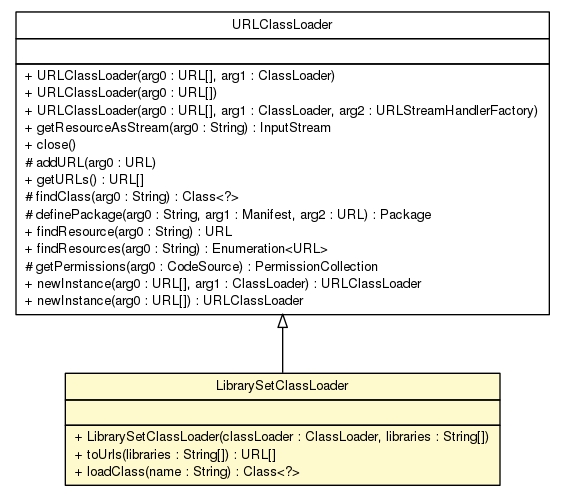 URLClassLoader
+ URLClassLoader(arg0 : URL[], arg1 : ClassLoader)
+ URLClassLoader(arg0 : URL[])
+ URLClassLoader(arg0 : URL[], arg1 : ClassLoader, arg2 : URLStreamHandlerFactory)
+ getResourceAsStream(arg0 : String) : InputStream
+ close()
# addURL(arg0 : URL)
+ getURLs() : URL[]
# findClass(arg0 : String) : Class<?>
# definePackage(arg0 : String, arg1 : Manifest, arg2 : URL) : Package
+ findResource(arg0 : String) : URL
+ findResources(arg0 : String) : Enumeration<URL>
# getPermissions(arg0 : CodeSource) : PermissionCollection
+ newInstance(arg0 : URL[], arg1 : ClassLoader) : URLClassLoader
+ newInstance(arg0 : URL[]) : URLClassLoader
LibrarySetClassLoader
+ LibrarySetClassLoader(classLoader : ClassLoader, libraries : String[])
+ toUrls(libraries : String[]) : URL[]
+ loadClass(name : String) : Class<?>